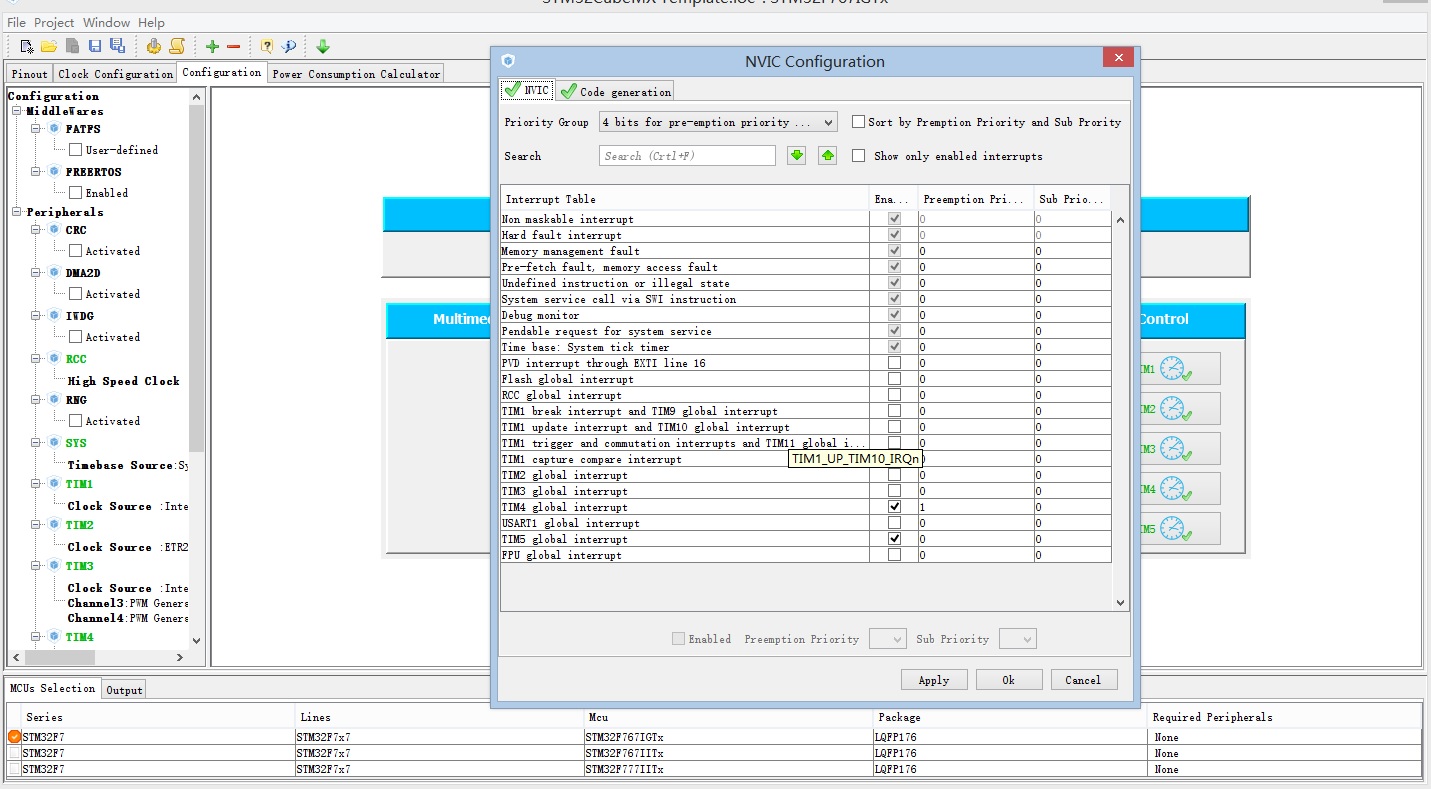 STM32CubeMX Template.ioc*: STM32F767IGTx
File Project Window Help
Pinout Clock Configuration Configuration Power Consumption Calculator
Configuration
MiddleWares
FATFS
User-defined
FREERTOS
Enabled
Peripherals
CRC
Activated
DMA2D
Activated
IWDG
Activated
RCC
High Speed Clock
RNG
Activated
SYS
Timebase Source:Sy
TIM1
Clock Source :Inte
TIM2
Clock Source :ETR2
TIM3
Clock Source :Inte
Channel3:PWM Genera
Channel4:PWM Genera
TIM4
Multimed
Control
IM1
IM2
IM3
IM4
IM5
NVIC Configuration
NVIC Code generation
Priority Group 4 bits for pre-emption priority ... Sort by Premption Priority and Sub Prority
Search Search (Crtl+F) Show only enabled interrupts
Interrupt Table Ena... Preemption Pri... Sub Prio...
Non maskable interrupt 0 0
Hard fault interrupt 0 0
Memory management fault 0 0
Pre-fetch fault, memory access fault 0 0
Undefined instruction or illegal state 0 0
System service call via SWI instruction 0 0
Debug monitor 0 0
Pendable request for system service 0 0
Time base: System tick timer 0 0
PVD interrupt through EXTI line 16 0 0
Flash global interrupt 0 0
RCC global interrupt 0 0
TIM1 break interrupt and TIM9 global interrupt 0 0
TIM1 update interrupt and TIM10 global interrupt 0 0
TIM1 trigger and commutation interrupts and TIM11 global i... 0 0
TIM1 capture compare interrupt TIM1_UP_TIM10_IRQn 0
TIM2 global interrupt 0 0
TIM3 global interrupt 0 0
TIM4 global interrupt 1 0
USART1 global interrupt 0 0
TIM5 global interrupt 0 0
FPU global interrupt 0 0
Enabled Preemption Priority Sub Priority
Apply Ok Cancel
MCUs Selection Output
Series Lines Mcu Package Required Peripherals
STM32F7 STM32F7x7 STM32F767IGTx LQFP176 None
STM32F7 STM32F7x7 STM32F767IITx LQFP176 None
STM32F7 STM32F7x7 STM32F777IITx LQFP176 None